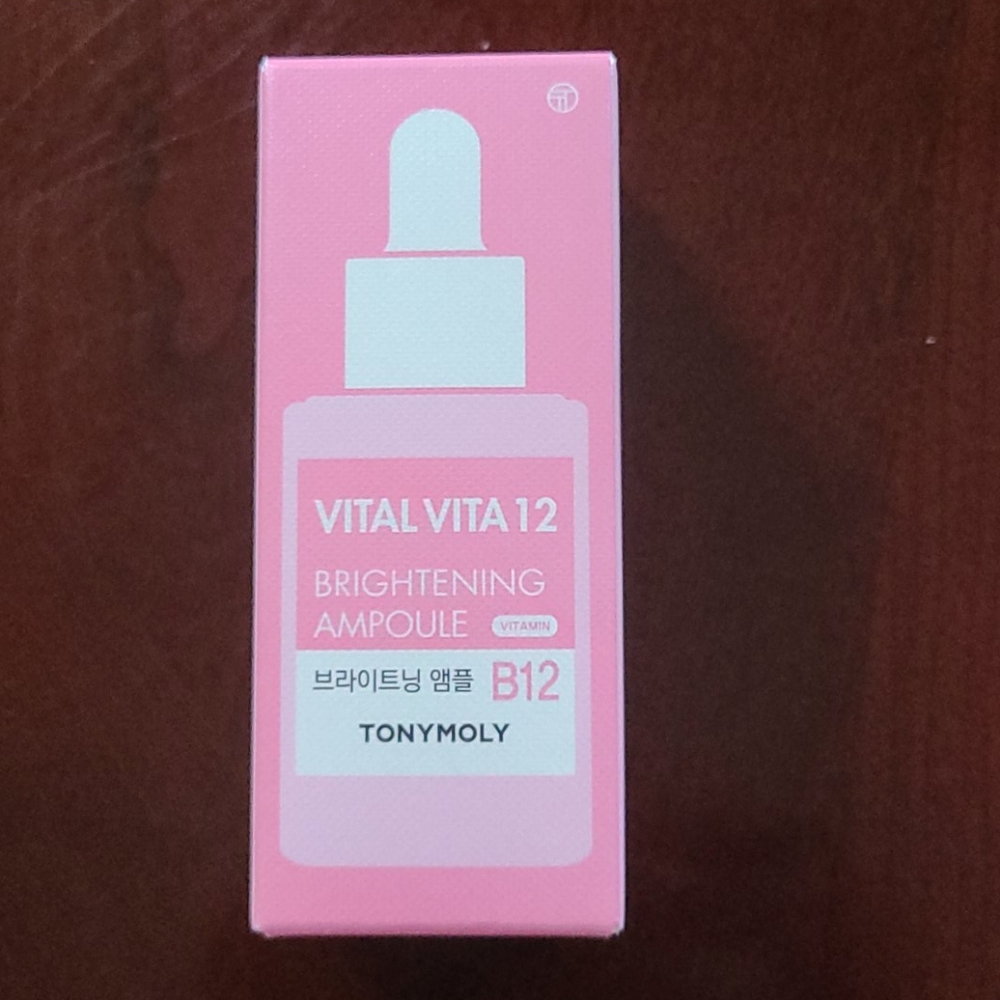 VITAL VITA 12
BRIGHTENING
AMPOULE VITAMIN
브라이트닝 앰플 B12
TONYMOLY